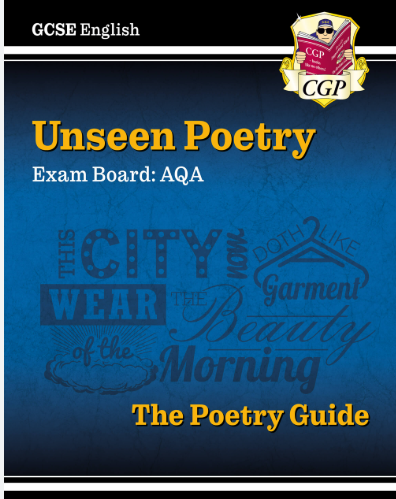 GCSE English
CGP
CGP
Unseen Poetry
Exam Board: AQA
THIS CITY now DOTH LIKE
WEAR THE Beauty Garment
of the Morning
The Poetry Guide